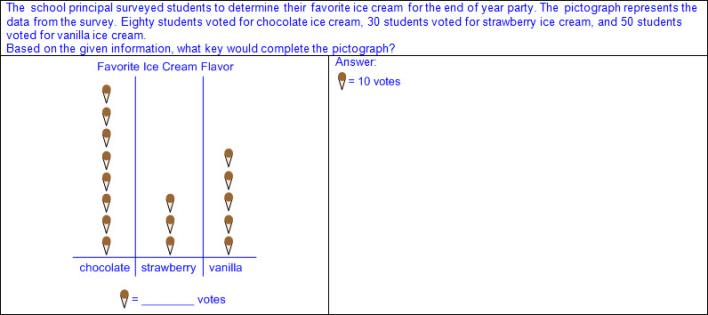 The school principal surveyed students to determine their favorite ice cream for the end of year party. The pictograph represents the
data from the survey. Eighty students voted for chocolate ice cream, 30 students voted for strawberry ice cream, and 50 students
voted for vanilla ice cream.
Based on the given information, what key would complete the pictograph?
Favorite Ice Cream Flavor
chocolate strawberry vanilla
= ________ votes
Answer:
= 10 votes